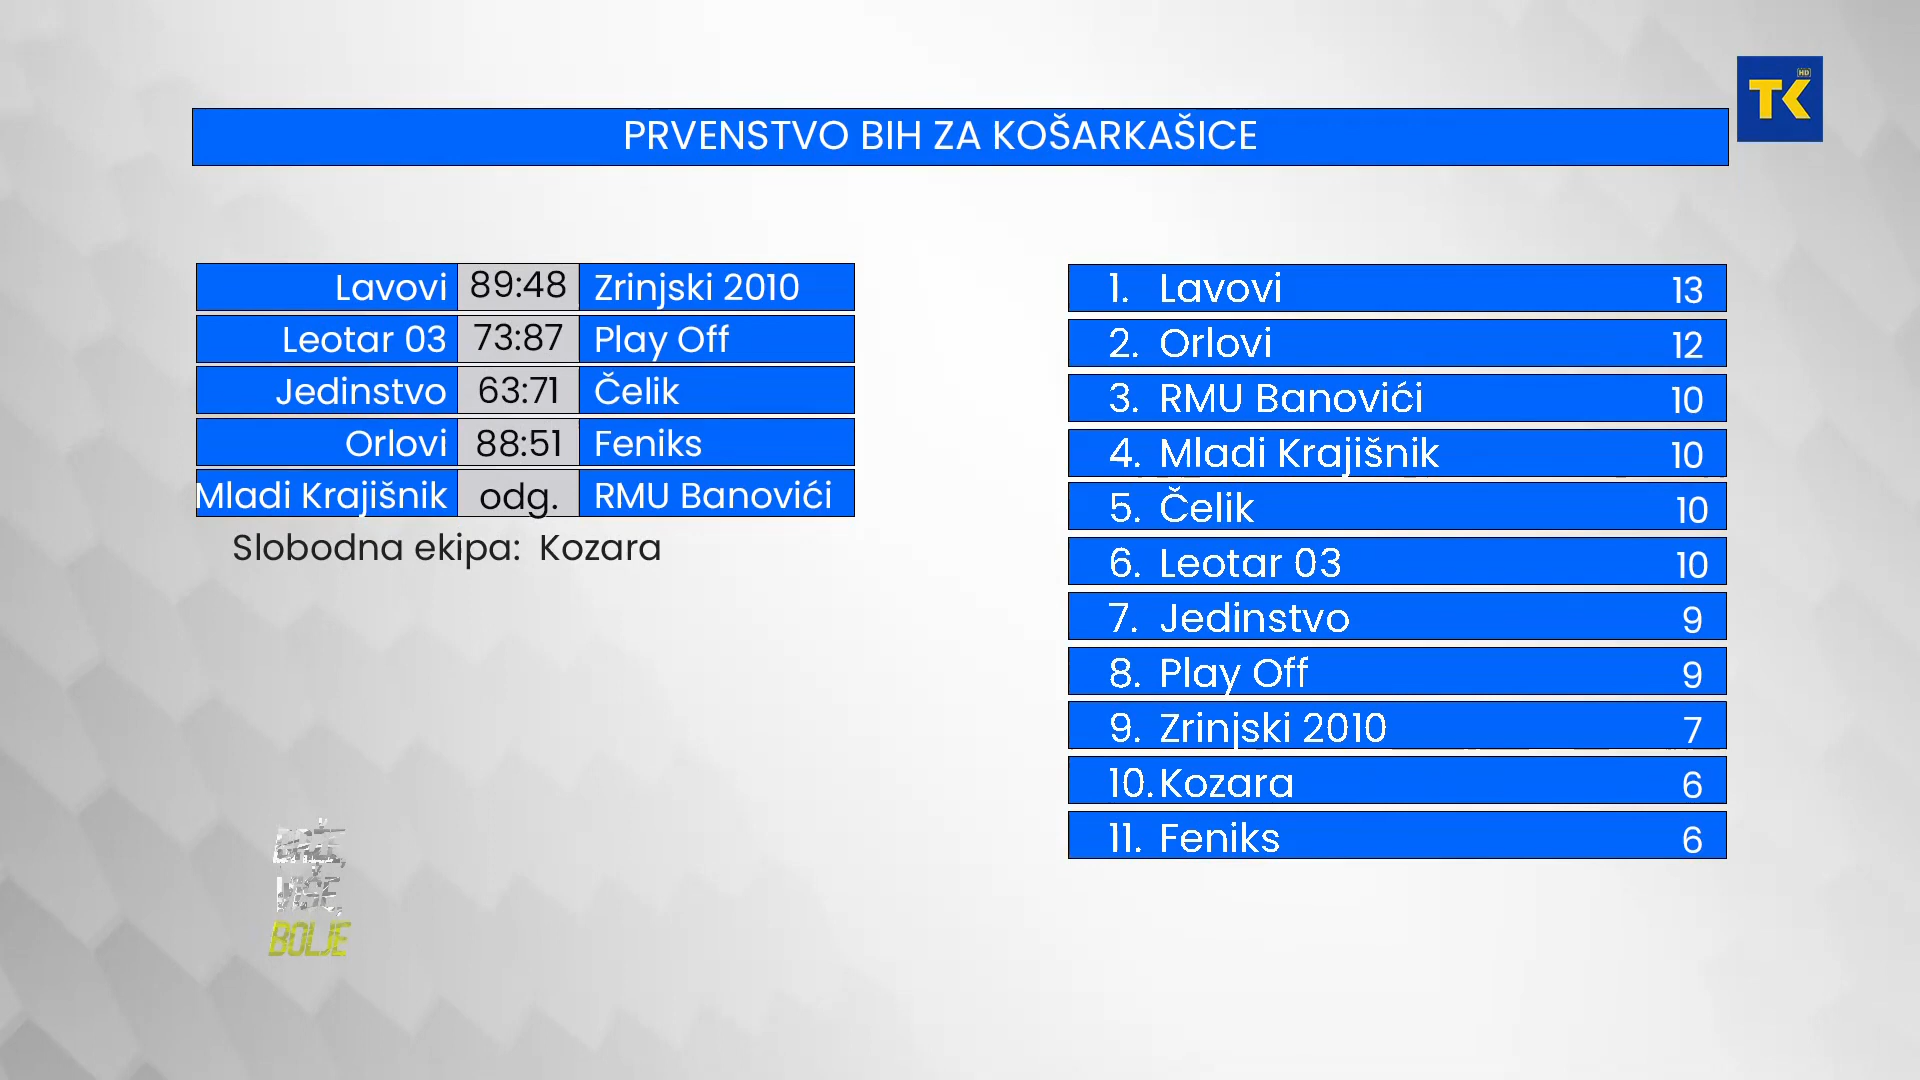 HD
TK
PRVENSTVO BIH ZA KOŠARKAŠICE
Lavovi 89:48 Zrinjski 2010
Leotar 03 73:87 Play Off
Jedinstvo 63:71 Čelik
Orlovi 88:51 Feniks
Mladi Krajišnik odg. RMU Banovići
Slobodna ekipa: Kozara
1. Lavovi 13
2. Orlovi 12
3. RMU Banovići 10
4. Mladi Krajišnik 10
5. Čelik 10
6. Leotar 03 10
7. Jedinstvo 9
8. Play Off 9
9. Zrinjski 2010 7
10. Kozara 6
11. Feniks 6
BRŽE,
VIŠE,
BOLJE